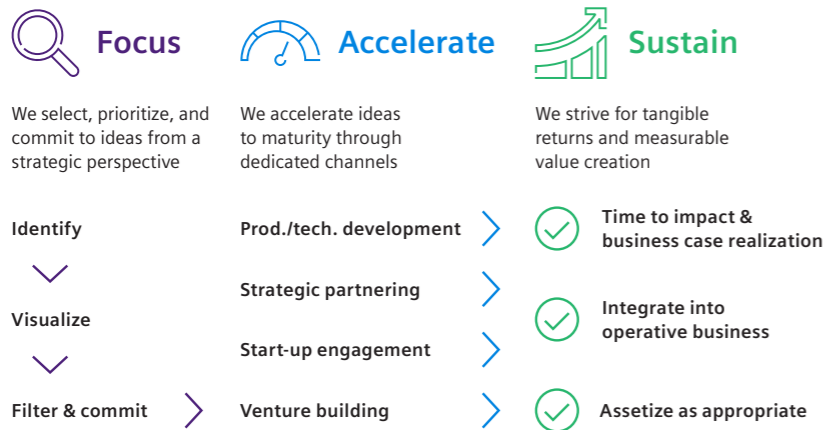 Focus
We select, prioritize, and
commit to ideas from a
strategic perspective
Identify
Visualize
Filter & commit
Accelerate
We accelerate ideas
to maturity through
dedicated channels
Prod./tech. development
Strategic partnering
Start-up engagement
Venture building
Sustain
We strive for tangible
returns and measurable
value creation
Time to impact &
business case realization
Integrate into
operative business
Assetize as appropriate